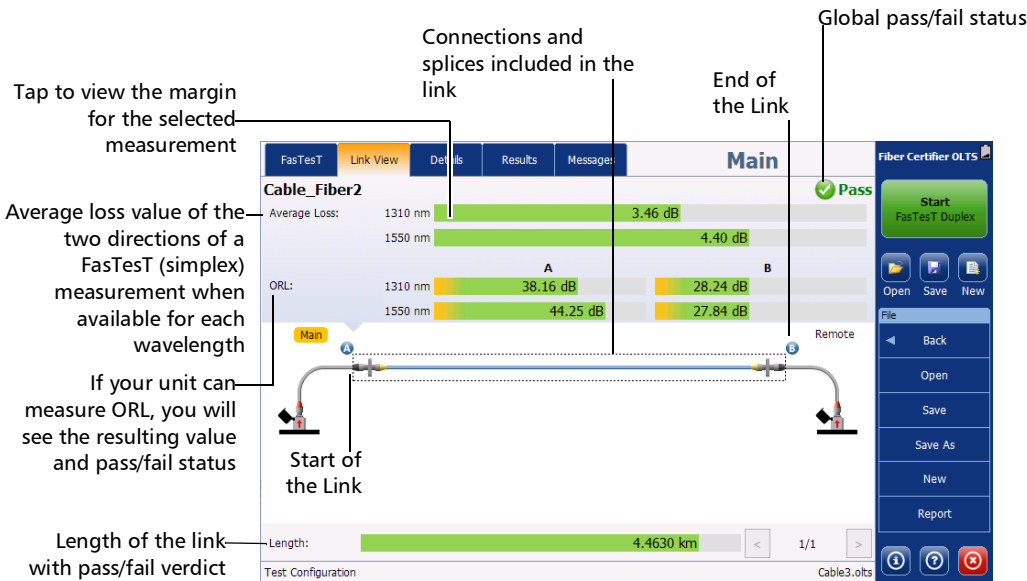 Global pass/fail status
Connections and
splices included in the
link
End of
the Link
Tap to view the margin
for the selected
measurement
Average loss value of the
two directions of a
FasTesT (simplex)
measurement when
available for each
wavelength
If your unit can
measure ORL, you will
see the resulting value
and pass/fail status
Start of
the Link
Length of the link
with pass/fail verdict
FasTesT
Link View
Details
Results
Messages
Main
Cable_Fiber2
Pass
Average Loss:
1310 nm
3.46 dB
1550 nm
4.40 dB
A
B
ORL:
1310 nm
38.16 dB
28.24 dB
1550 nm
44.25 dB
27.84 dB
Main
A
B
Remote
Length:
4.4630 km
<
1/1
>
Test Configuration
Cable3.olts
Fiber Certifier OLTS
Start
FasTesT Duplex
Open
Save
New
File
Back
Open
Save
Save As
New
Report